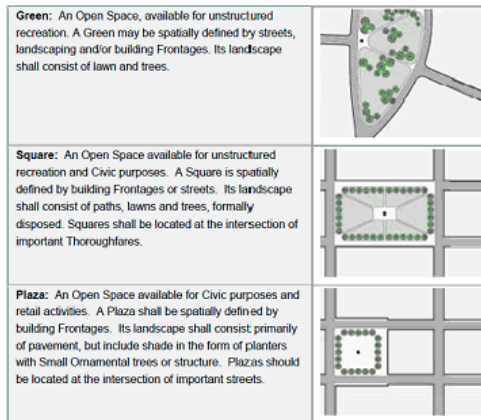 Green: An Open Space, available for unstructured
recreation. A Green may be spatially defined by streets,
landscaping and/or building Frontages. Its landscape
shall consist of lawn and trees.
Square: An Open Space available for unstructured
recreation and Civic purposes. A Square is spatially
defined by building Frontages or streets. Its landscape
shall consist of paths, lawns and trees, formally
disposed. Squares shall be located at the intersection of
important Thoroughfares.
Plaza: An Open Space available for Civic purposes and
retail activities. A Plaza shall be spatially defined by
building Frontages. Its landscape shall consist primarily
of pavement, but include shade in the form of planters
with Small Ornamental trees or structure. Plazas should
be located at the intersection of important streets.